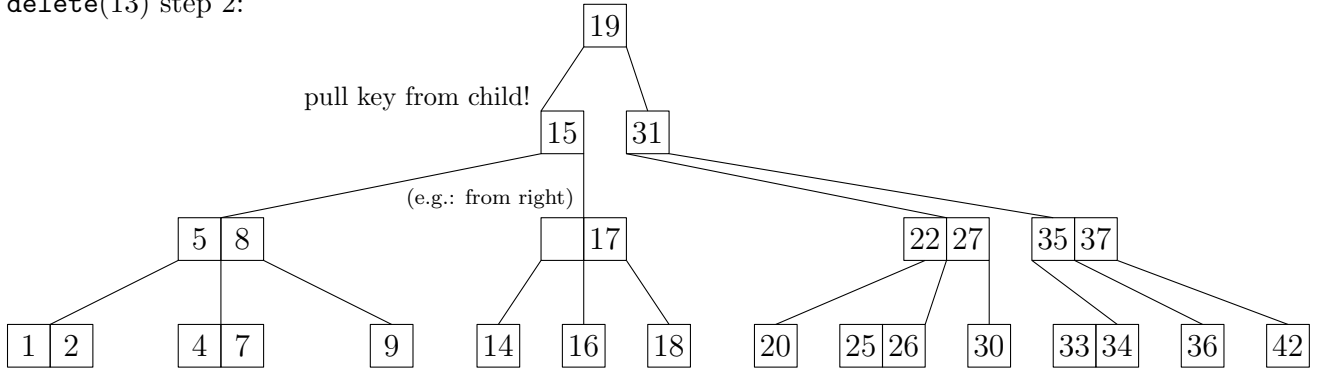 delete(13) step 2:
19
pull key from child!
15 31
(e.g.: from right)
5 8 17 22 27 35 37
1 2 4 7 9 14 16 18 20 25 26 30 33 34 36 42